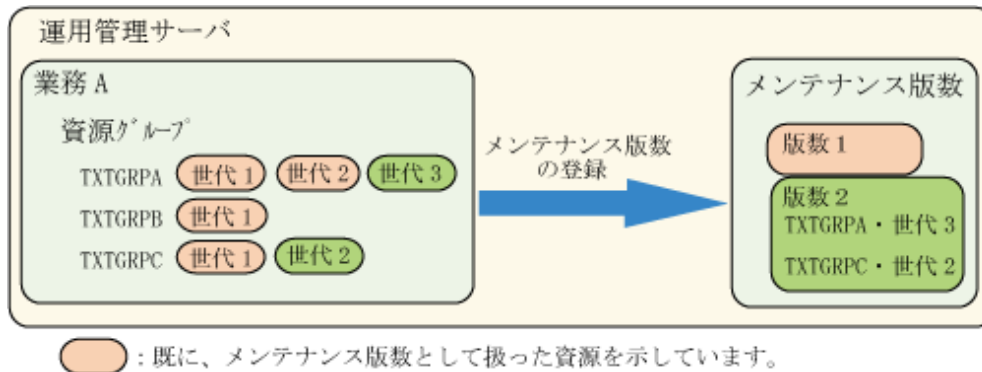 運用管理サーバ
業務 A
資源グループ
TXTGRPA 世代 1 世代 2 世代 3
TXTGRPB 世代 1
TXTGRPC 世代 1 世代 2
メンテナンス版数
の登録
メンテナンス版数
版数 1
版数 2
TXTGRPA・世代 3
TXTGRPC・世代 2
：既に、メンテナンス版数として扱った資源を示しています。